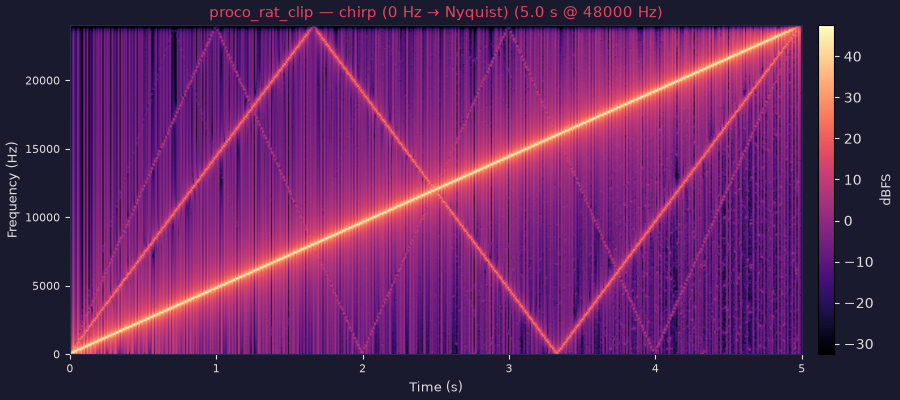 proco_rat_clip — chirp (0 Hz → Nyquist) (5.0 s @ 48000 Hz)
Frequency (Hz)
20000
15000
10000
5000
0
0 1 2 3 4 5
Time (s)
40
30
20
10
0
−10
−20
−30
dBFS